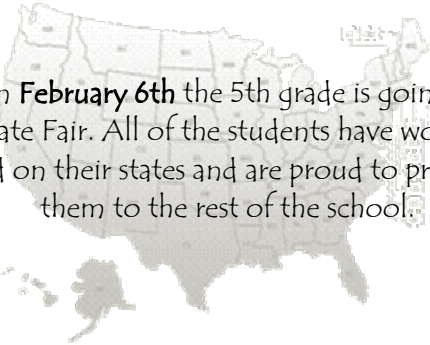 n February 6th the 5th grade is goin
ate Fair. All of the students have wo
d on their states and are proud to pr
them to the rest of the school.